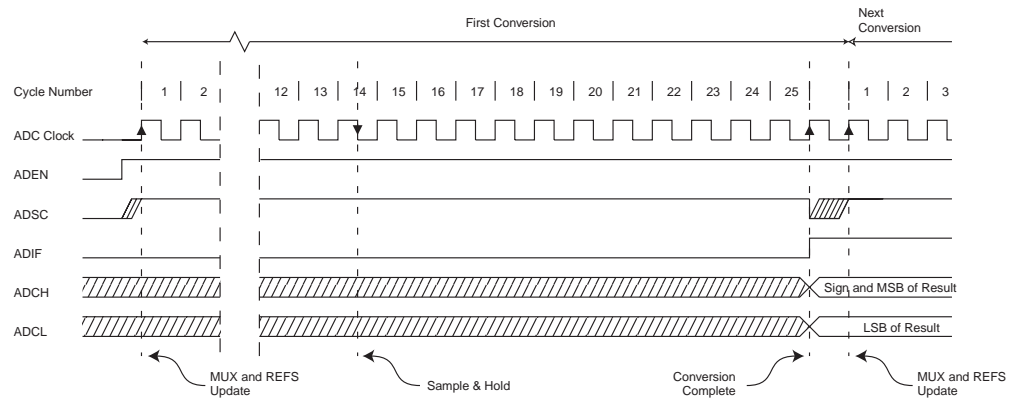 First Conversion
Next
Conversion
Cycle Number 1 2 12 13 14 15 16 17 18 19 20 21 22 23 24 25 1 2 3
ADC Clock
ADEN
ADSC
ADIF
ADCH Sign and MSB of Result
ADCL LSB of Result
MUX and REFS
Update
Sample & Hold
Conversion
Complete
MUX and REFS
Update